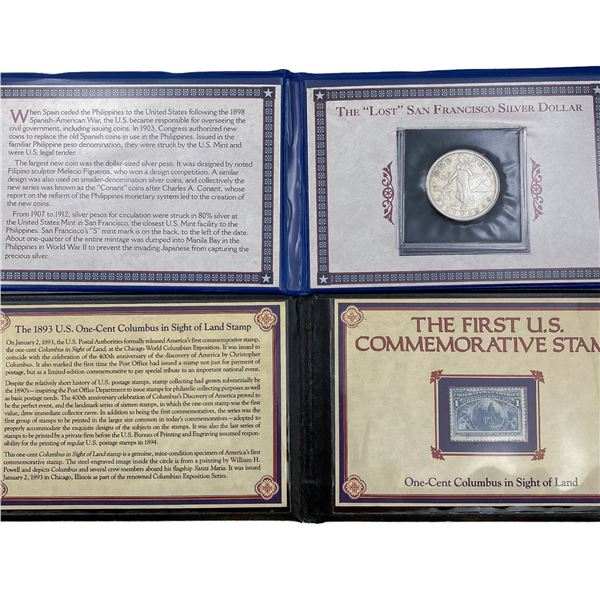 When Spain ceded the Philippines to the United States following the 1898
Spanish-American War, the U.S. became responsible for overseeing the
civil government, including issuing coins. In 1903, Congress authorized new
coins to replace the old Spanish coins in use in the Philippines. Issued in the
familiar Philippine peso denomination, they were struck by the U.S. Mint and
were U.S. legal tender.
The largest new coin was the dollar-sized silver peso. It was designed by noted
Filipino sculptor Melecio Figueroa, who won a design competition. A similar
design was also used on smaller-denomination silver coins, and collectively the
new series was known as the "Conant" coins after Charles A. Conant, whose
report on the reform of the Philippines monetary system led to the creation of
the new coins.
From 1907 to 1912, silver pesos for circulation were struck in 80% silver at
the United States Mint in San Francisco, the closest U.S. Mint facility to the
Philippines. San Francisco's "S" mint mark is on the back, to the left of the date.
About one-quarter of the entire mintage was dumped into Manila Bay in the
Philippines in World War II to prevent the invading Japanese from capturing the
precious silver.
THE "LOST" SAN FRANCISCO SILVER DOLLAR
The 1893 U.S. One-Cent Columbus in Sight of Land Stamp
On January 2, 1893, the U.S. Postal Authorities formally released America's first commemorative stamp,
the one-cent Columbus in Sight of Land, at the Chicago World Columbian Exposition. It was issued to
coincide with the celebration of the 400th anniversary of the discovery of America by Christopher
Columbus. It also marked the first time the Post Office had issued a stamp not just for payment of
postage, but as a limited edition commemorative to pay special tribute to an important national event.
Despite the relatively short history of U.S. postage stamps, stamp collecting had grown substantially by
the 1890's—inspiring the Post Office Department to issue stamps for philatelic collecting purposes as well
as basic postage needs. The 400th anniversary celebration of Columbus's Discovery of America proved to
be the perfect event, and the limited series of sixteen stamps, in which the one-cent stamp was the first
value, drew immediate collector raves. In addition to being the first commemoratives, the series was the
first group of stamps to be printed in the larger size common in today's commemoratives—adopted to
properly accommodate the exquisite designs of the subjects on the stamps. It was also the last series of
stamps to be printed by a private firm before the U.S. Bureau of Printing and Engraving assumed responsi-
bility for the printing of regular U.S. postage stamps in 1894.
This one-cent Columbus in Sight of Land stamp is a genuine, mint-condition specimen of America's first
commemorative stamp. The steel-engraved image inside the circle is from a painting by William H.
Powell and depicts Columbus and several crew members aboard his flagship Santa Maria. It was issued
January 2, 1893 in Chicago, Illinois as part of the renowned Columbian Exposition Series.
THE FIRST U.S.
COMMEMORATIVE STAM
One-Cent Columbus in Sight of Land